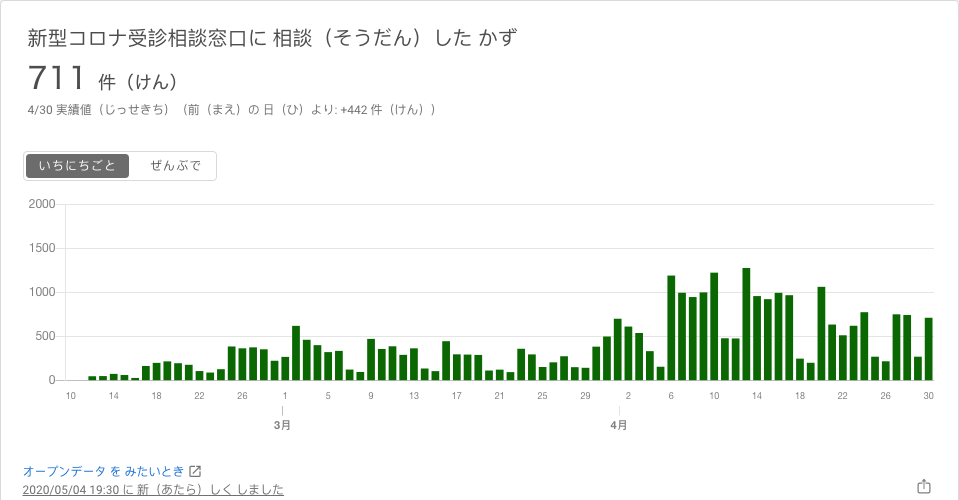 新型コロナ受診相談窓口に 相談（そうだん）した かず
711 件（けん）
4/30 実績値（じっせきち）（前（まえ）の 日（ひ）より: +442 件（けん））
いちにちごと ぜんぶで
2000
1500
1000
500
0
10 14 18 22 26 1 5 9 13 17 21 25 29 2 6 10 14 18 22 26 30
3月 4月
オープンデータ を みたいとき
2020/05/04 19:30 に 新（あたら）しく しました